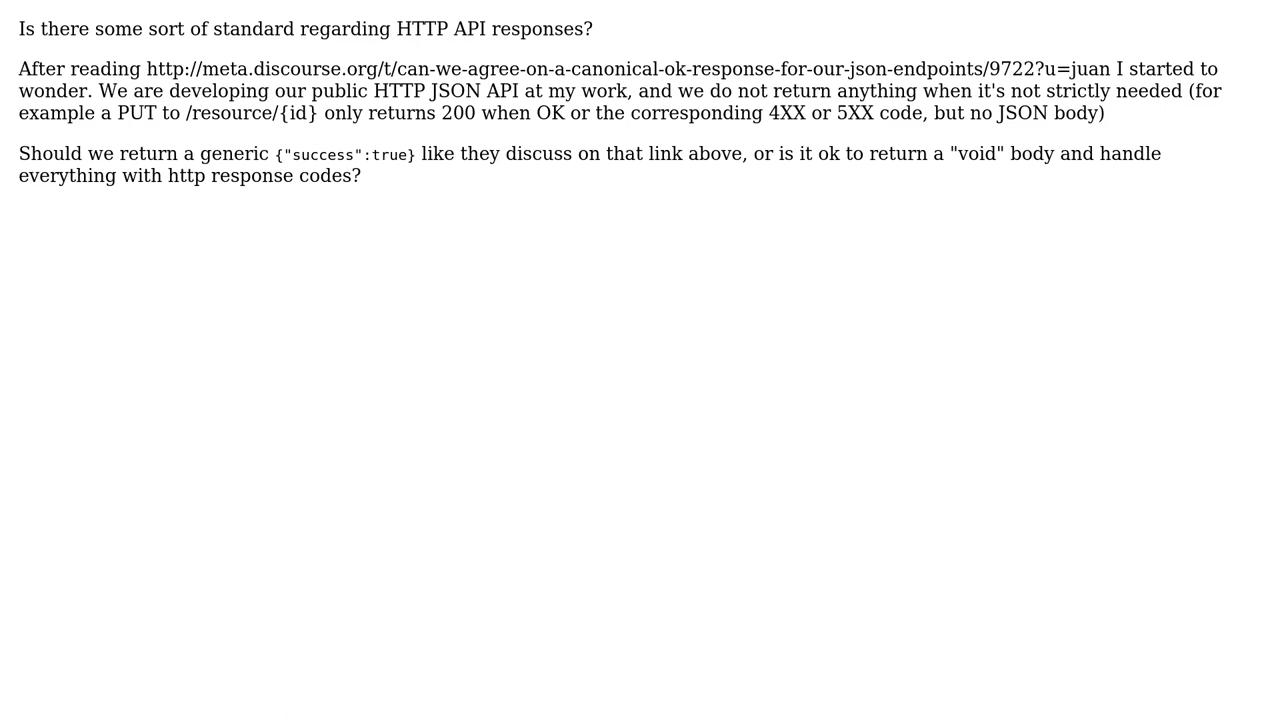 Is there some sort of standard regarding HTTP API responses?
After reading http://meta.discourse.org/t/can-we-agree-on-a-canonical-ok-response-for-our-json-endpoints/9722?u=juan I started to
wonder. We are developing our public HTTP JSON API at my work, and we do not return anything when it's not strictly needed (for
example a PUT to /resource/{id} only returns 200 when OK or the corresponding 4XX or 5XX code, but no JSON body)
Should we return a generic {"success":true} like they discuss on that link above, or is it ok to return a "void" body and handle
everything with http response codes?